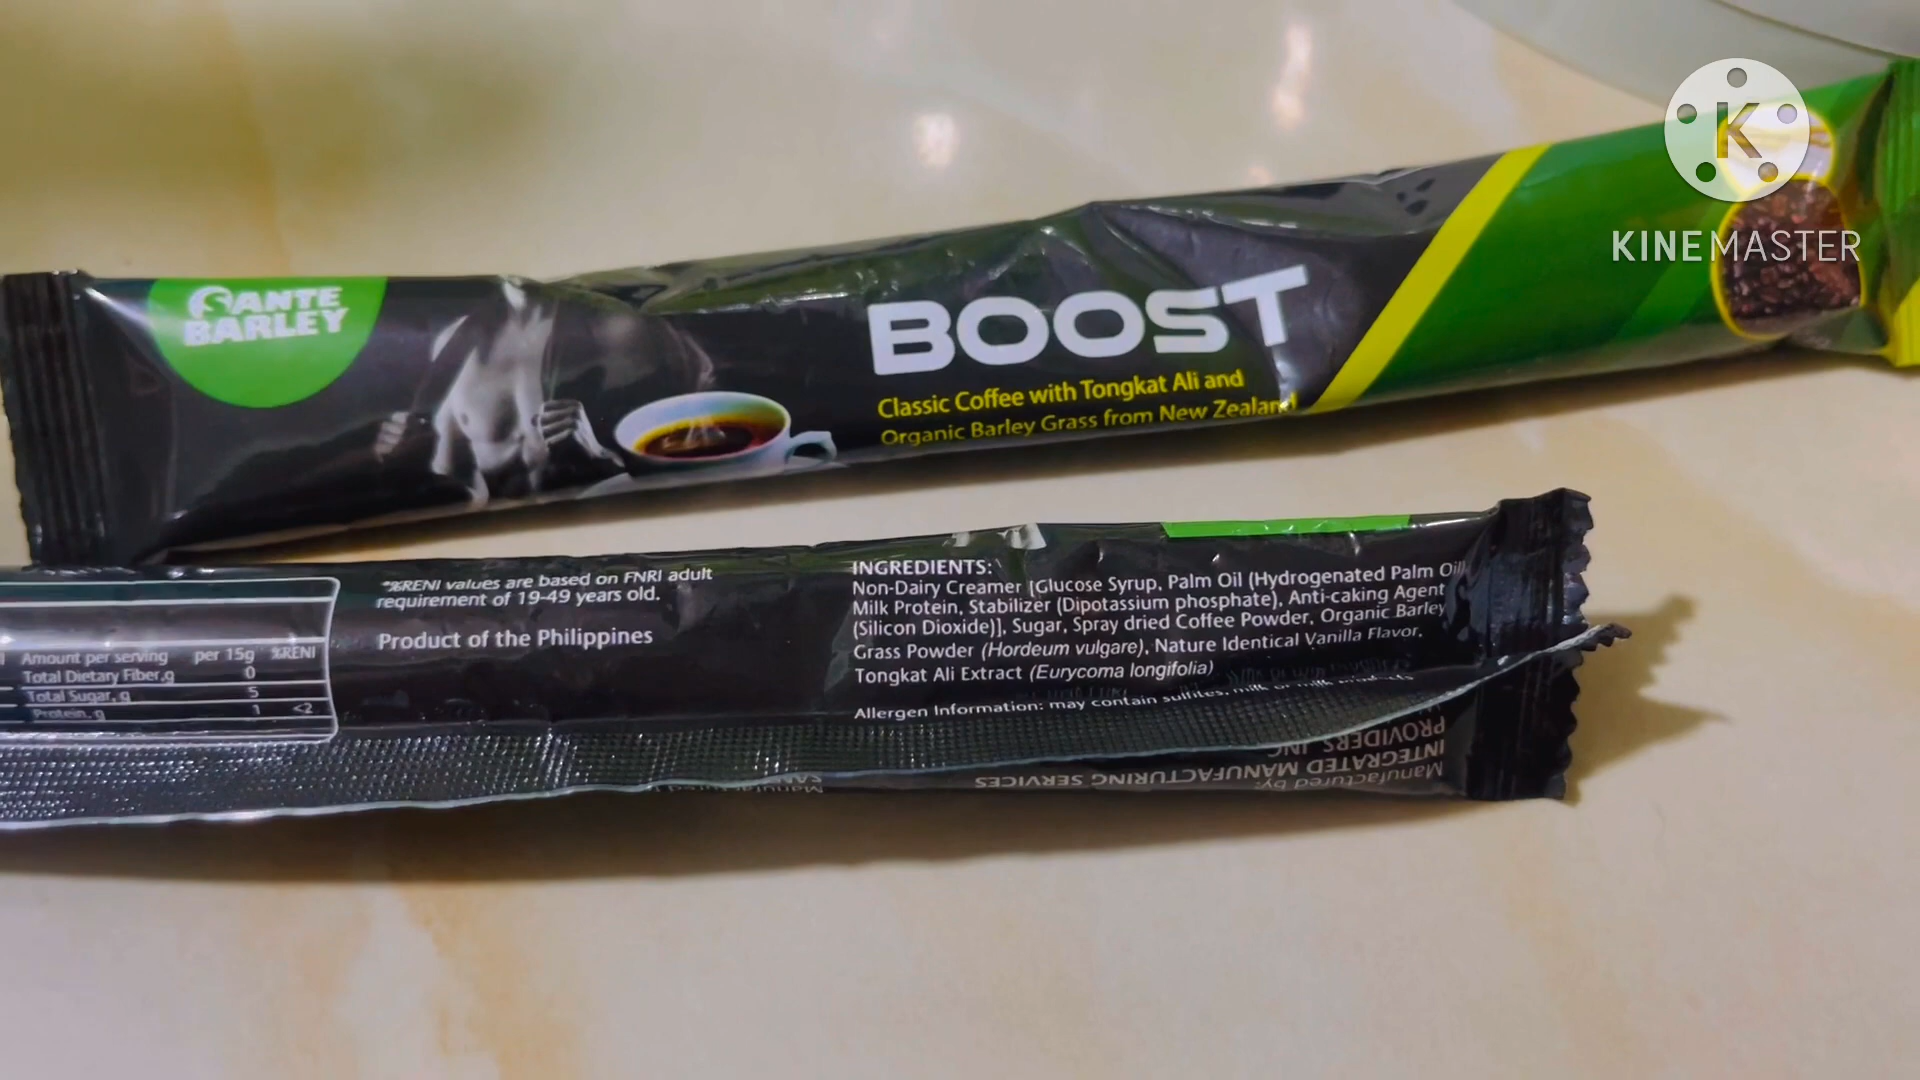 KINEMASTER
SANTE
BARLEY
BOOST
Classic Coffee with Tongkat Ali and
Organic Barley Grass from New Zealand
Amount per serving per 15g %RENI
Total Dietary Fiber,g 0
Total Sugar, g 5
Protein, g 1 <2
*%RENI values are based on FNRI adult
requirement of 19-49 years old.
Product of the Philippines
INGREDIENTS:
Non-Dairy Creamer [Glucose Syrup, Palm Oil (Hydrogenated Palm Oil)
Milk Protein, Stabilizer (Dipotassium phosphate), Anti-caking Agent
(Silicon Dioxide)], Sugar, Spray dried Coffee Powder, Organic Barley
Grass Powder (Hordeum vulgare), Nature Identical Vanilla Flavor,
Tongkat Ali Extract (Eurycoma longifolia)
Allergen Information: may contain sulfites, milk or milk products
Manufactured by:
INTEGRATED MANUFACTURING SERVICES
PROVIDERS INC